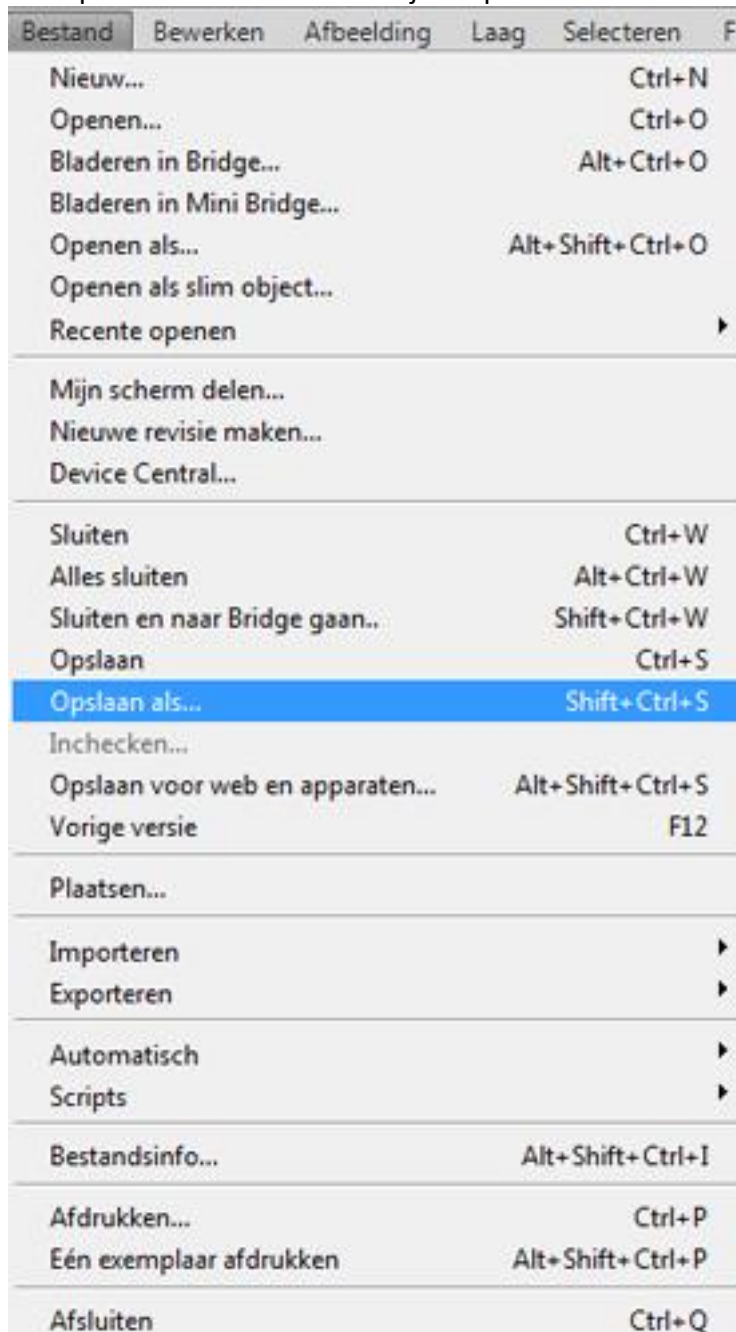 Bestand Bewerken Afbeelding Laag Selecteren F
Nieuw... Ctrl+N
Openen... Ctrl+O
Bladeren in Bridge... Alt+Ctrl+O
Bladeren in Mini Bridge...
Openen als... Alt+Shift+Ctrl+O
Openen als slim object...
Recente openen
Mijn scherm delen...
Nieuwe revisie maken...
Device Central...
Sluiten Ctrl+W
Alles sluiten Alt+Ctrl+W
Sluiten en naar Bridge gaan.. Shift+Ctrl+W
Opslaan Ctrl+S
Opslaan als... Shift+Ctrl+S
Inchecken...
Opslaan voor web en apparaten... Alt+Shift+Ctrl+S
Vorige versie F12
Plaatsen...
Importeren
Exporteren
Automatisch
Scripts
Bestandsinfo... Alt+Shift+Ctrl+I
Afdrukken... Ctrl+P
Eén exemplaar afdrukken Alt+Shift+Ctrl+P
Afsluiten Ctrl+Q